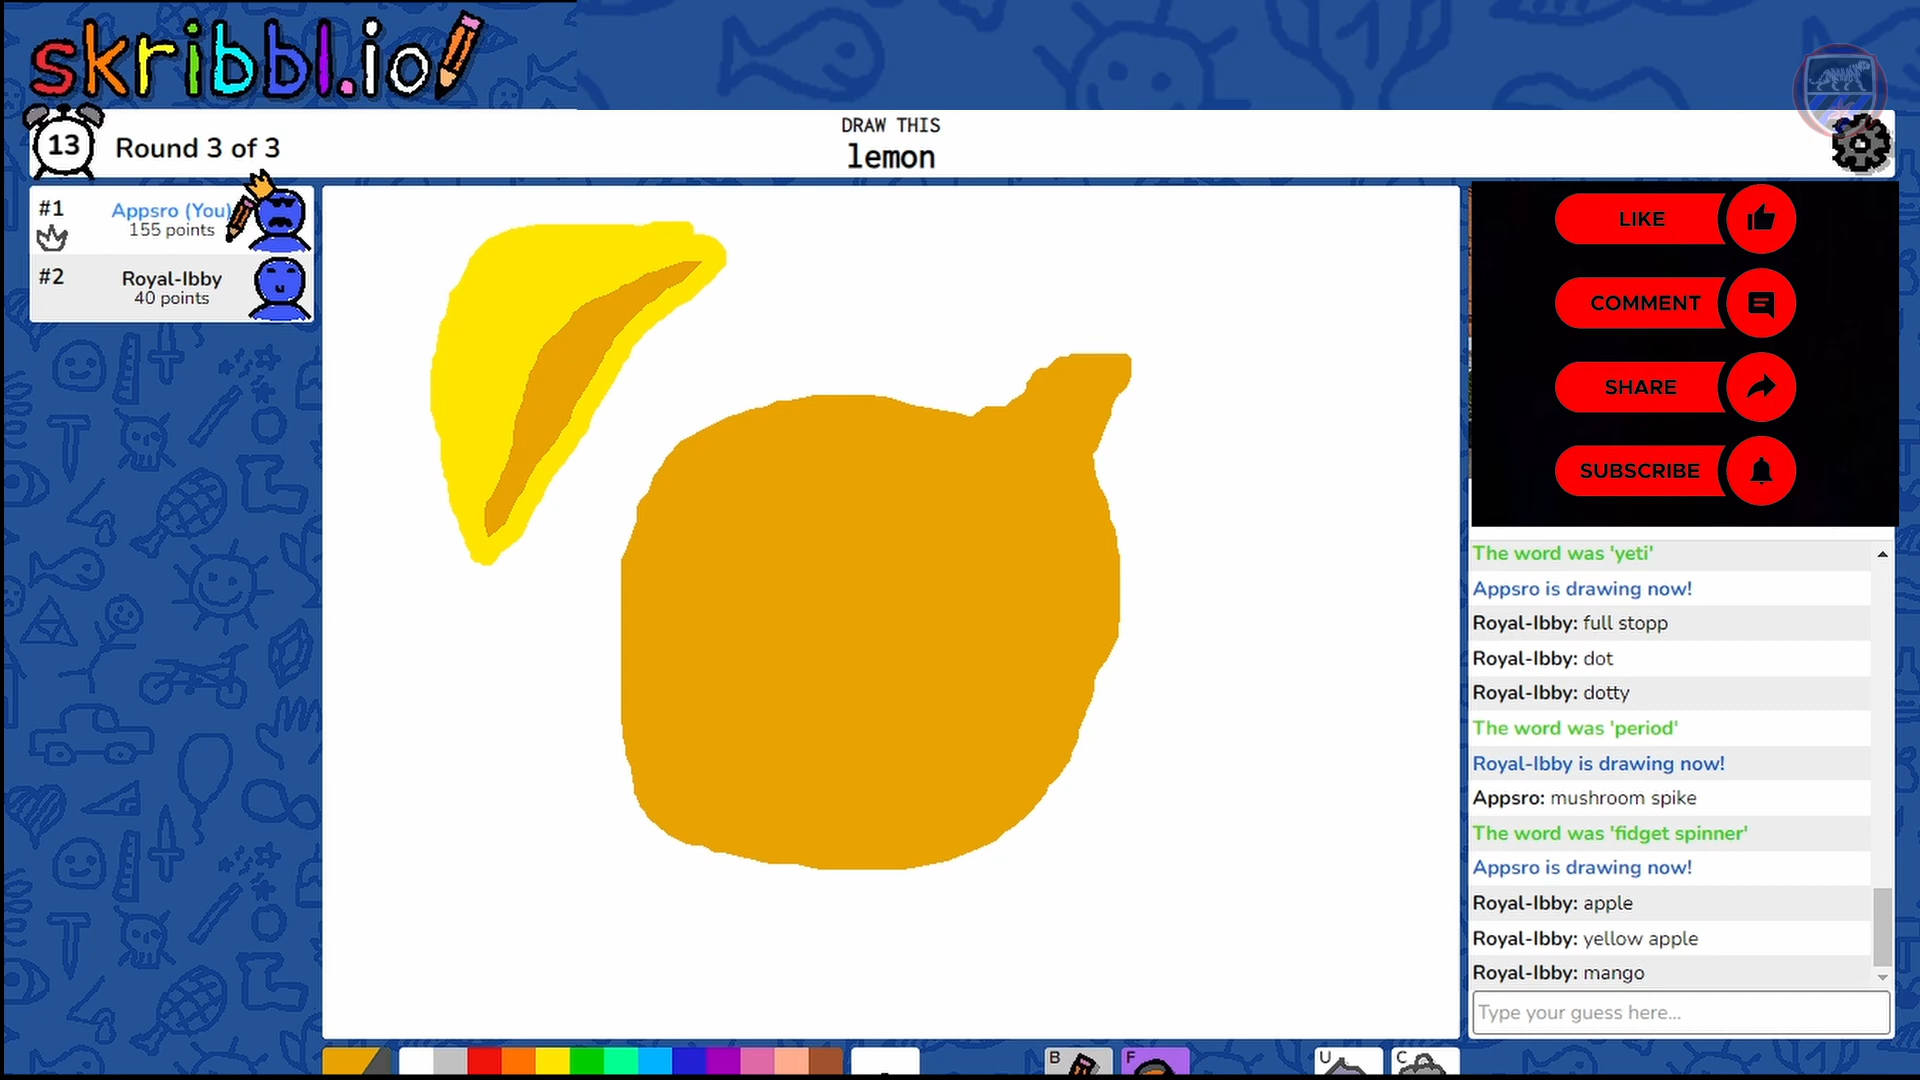 skribbl.io
13
Round 3 of 3
DRAW THIS
lemon
#1
Appsro (You)
155 points
#2
Royal-Ibby
40 points
LIKE
COMMENT
SHARE
SUBSCRIBE
The word was 'yeti'
Appsro is drawing now!
Royal-Ibby: full stopp
Royal-Ibby: dot
Royal-Ibby: dotty
The word was 'period'
Royal-Ibby is drawing now!
Appsro: mushroom spike
The word was 'fidget spinner'
Appsro is drawing now!
Royal-Ibby: apple
Royal-Ibby: yellow apple
Royal-Ibby: mango
Type your guess here...
B
F
U
C